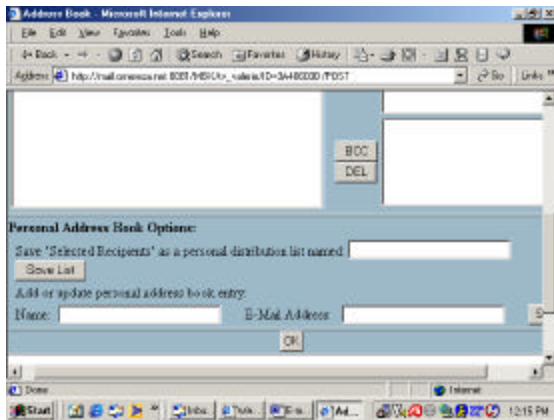 Address Book - Microsoft Internet Explorer
File Edit View Favorites Tools Help
Back Search Favorites History
Address Go Links »
BCC
DEL
Personal Address Book Options:
Save "Selected Recipients" as a personal distribution list named:
Save List
Add or update personal address book entry:
Name: E-Mail Address:
OK
Done Internet
Start 12:15 PM